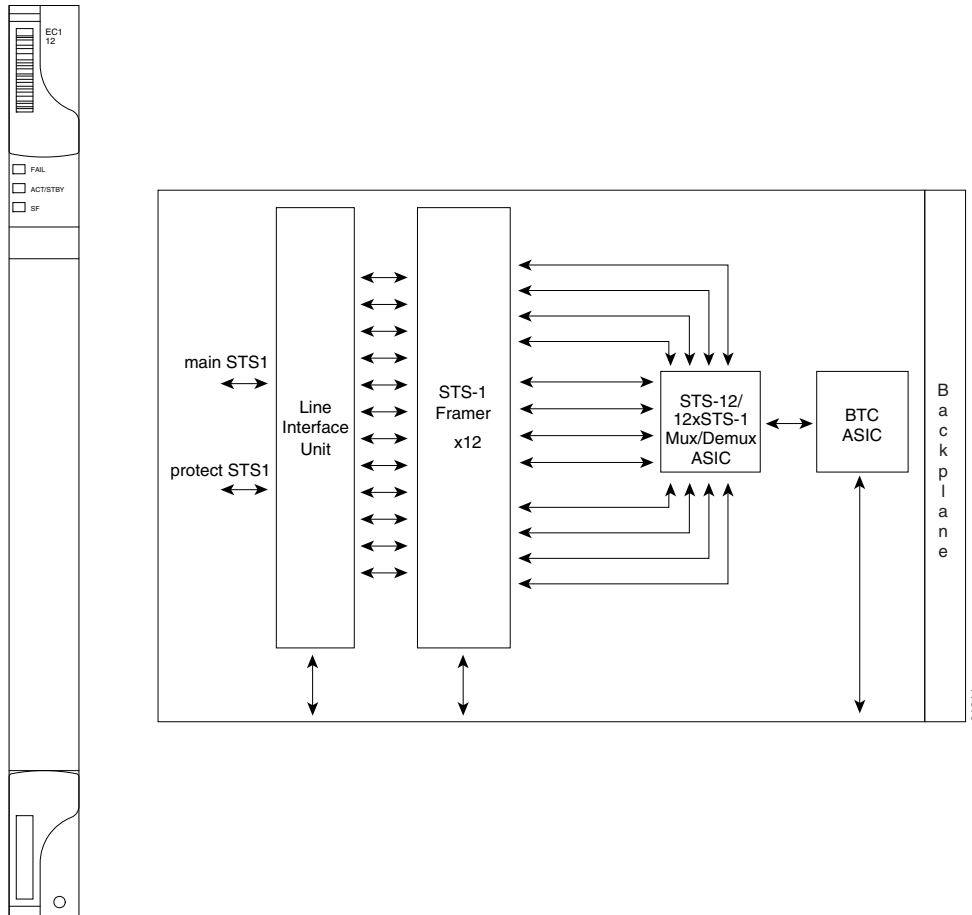 EC1
12
FAIL
ACT/STBY
SF
main STS1
protect STS1
Line
Interface
Unit
STS-1
Framer
x12
STS-12/
12xSTS-1
Mux/Demux
ASIC
BTC
ASIC
Backplane